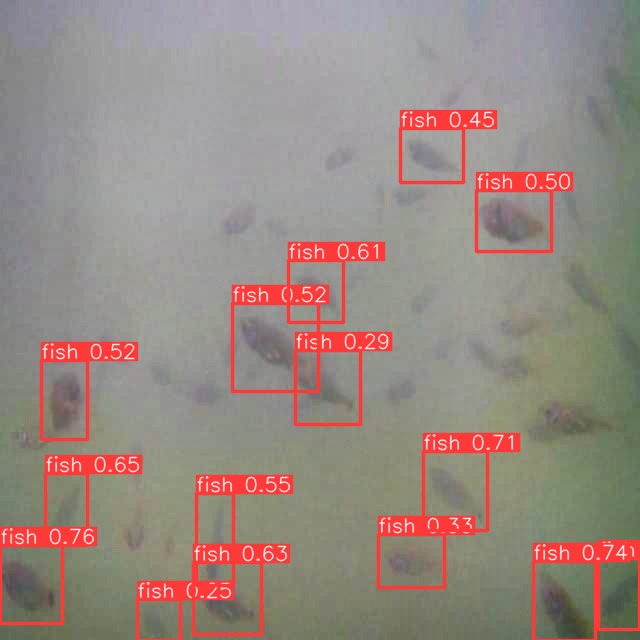 fish 0.45
fish 0.50
fish 0.61
fish 0.52
fish 0.29
fish 0.52
fish 0.71
fish 0.65
fish 0.55
fish 0.33
fish 0.76
fish 0.63
fish 0.74
fish 0.25